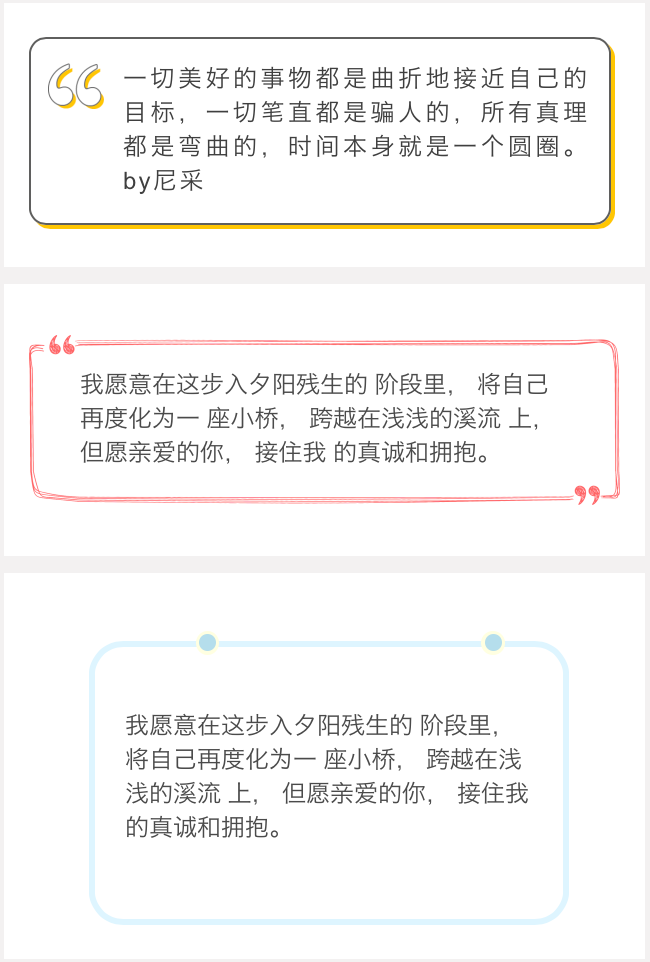 一切美好的事物都是曲折地接近自己的
目标，一切笔直都是骗人的，所有真理
都是弯曲的，时间本身就是一个圆圈。
by尼采
我愿意在这步入夕阳残生的 阶段里， 将自己
再度化为一 座小桥， 跨越在浅浅的溪流 上，
但愿亲爱的你， 接住我 的真诚和拥抱。
我愿意在这步入夕阳残生的 阶段里，
将自己再度化为一 座小桥， 跨越在浅
浅的溪流 上， 但愿亲爱的你， 接住我
的真诚和拥抱。